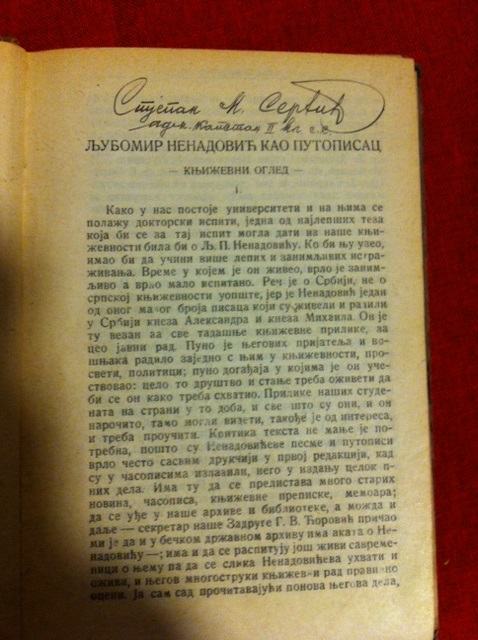 Стјепан М. Сертић
ЉУБОМИР НЕНАДОВИЋ КАО ПУТОПИСАЦ
— КЊИЖЕВНИ ОГЛЕД —
I.
Како у нас постоје университети и на њима се
полажу докторски испити, једна од најлепших теза
која би се за тај испит могла дати из наше књи-
жевности била би о Љ. П. Ненадовићу. Ко би њу узео,
имао би да учини више лепих и занимљивих истра-
живања. Време у којем је он живео, врло је заним-
љиво а врло мало испитано. Реч је о Србији, не о
српској књижевности уопште, јер је Ненадовић један
од оног малог броја писаца који су живели и радили
у Србији кнеза Александра и кнеза Михаила. Он је
ту везан за све тадашње књижевне прилике, за
цео јавни рад. Пуно је његових пријатеља и во-
шњака радило заједно с њим у књижевности, про-
свети, политици; пуно догађаја у којима је он уче-
ствовао: цело то друштво и стање треба оживети да
би се он како треба схватио. Прилике наших студе-
ната на страни у то доба, и све што су они, и он
нарочито, тамо могли видети, такође је од интереса,
и треба проучити. Критика текста не мање је по-
требна, пошто су Ненадовићеве песме и путописи
врло често сасвим друкчији у првој редакцији, кад
су у часописима излазили, него у издању целок п-
них дела. Има ту да се прелистава много старих
новина, часописа, књижевне преписке, мемоара;
да се уђе у наше архиве и библиотеке, а можда и
даље — секретар наше Задруге Г. В. Ћоровић причао
ми је да и у бечком државном архиву има аката о Не-
надовићу —; има и да се распитују још живи савреме-
ници о њему па да се слика Ненадовићева ухвати и
оживи, и његов многоструки књижевни рад правилно
оцени. Ја сам сад прочитавајући понова његова дела,